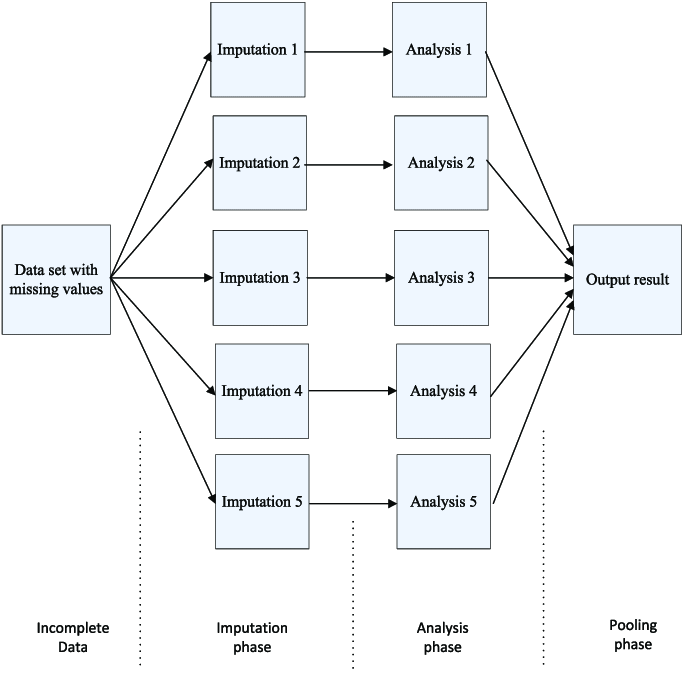 Imputation 1
Analysis 1
Imputation 2
Analysis 2
Data set with
missing values
Imputation 3
Analysis 3
Output result
Imputation 4
Analysis 4
Imputation 5
Analysis 5
Incomplete
Data
Imputation
phase
Analysis
phase
Pooling
phase